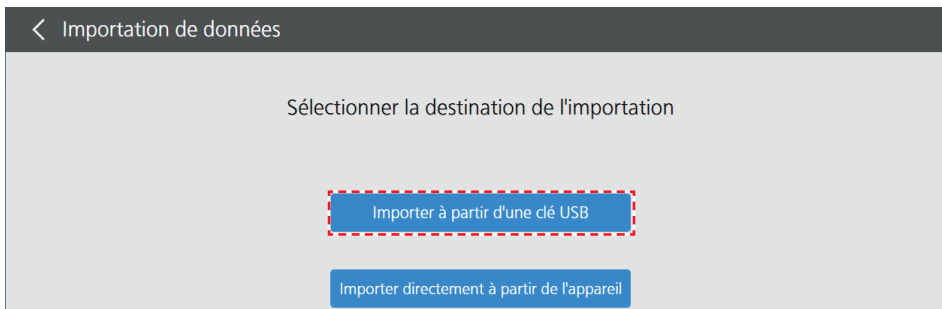 Importation de données
Sélectionner la destination de l'importation
Importer à partir d'une clé USB
Importer directement à partir de l'appareil